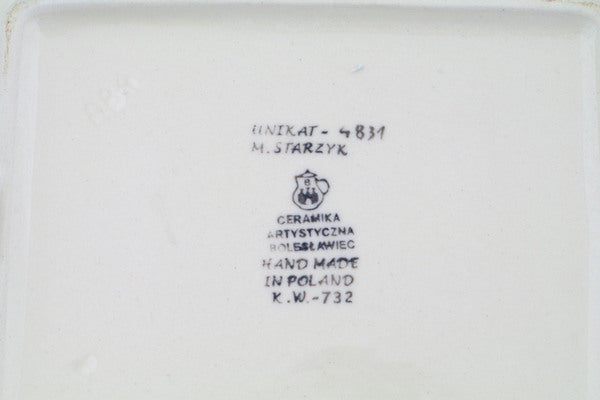 UNIKAT - 4831
M. STARZYK
B
CERAMIKA
ARTYSTYCZNA
BOLESŁAWIEC
HAND MADE
IN POLAND
K.W.-732